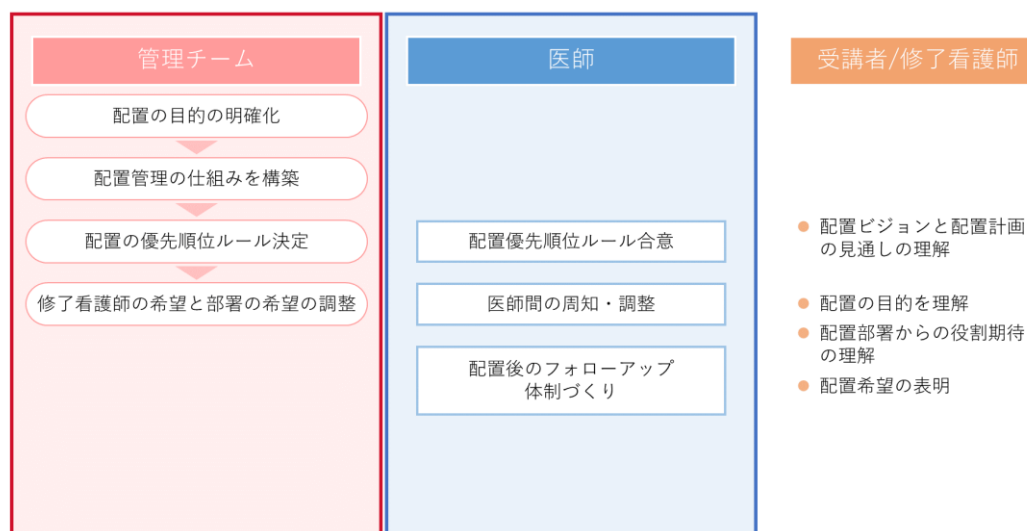 管理チーム
配置の目的の明確化
配置管理の仕組みを構築
配置の優先順位ルール決定
修了看護師の希望と部署の希望の調整
医師
配置優先順位ルール合意
医師間の周知・調整
配置後のフォローアップ
体制づくり
受講者/修了看護師
配置ビジョンと配置計画
の見通しの理解
配置の目的を理解
配置部署からの役割期待
の理解
配置希望の表明